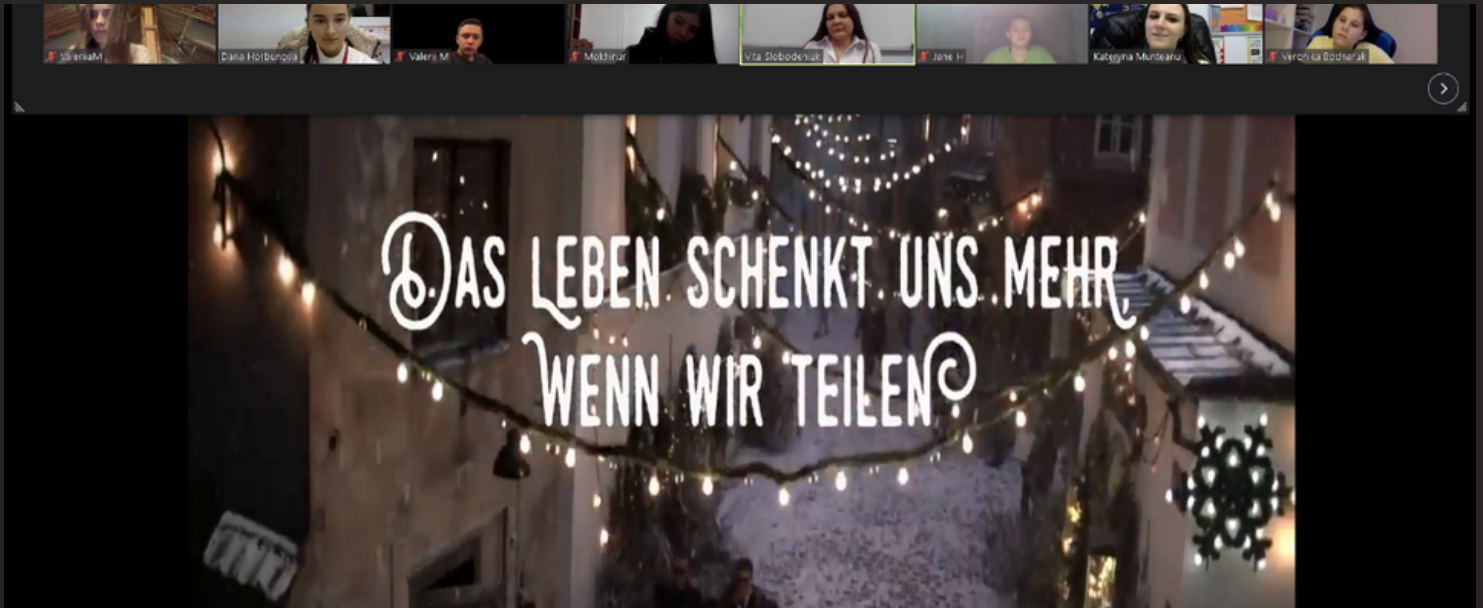 ValeriiaM
Dana Horbunova
Valerii M
Mokhinur
Vita Slobodeniuk
Jane H
Kateryna Munteanu
Veronika Bodnaruk
Das Leben schenkt uns mehr,
wenn wir teilen